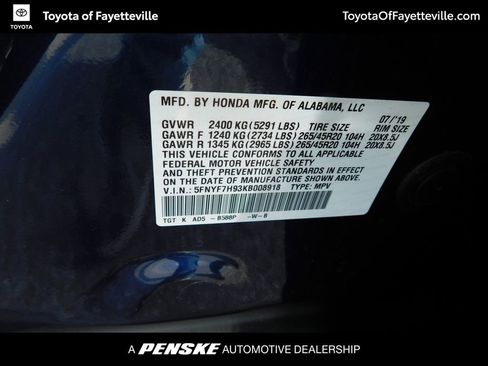 Toyota of Fayetteville
ToyotaOfFayetteville.com
TOYOTA
MFD. BY HONDA MFG. OF ALABAMA, LLC
07/'19
GVWR 2400 KG(5291 LBS) TIRE SIZE RIM SIZE
GAWR F 1240 KG(2734 LBS) 265/45R20 104H 20X8.5J
GAWR R 1345 KG(2965 LBS) 265/45R20 104H 20X8.5J
THIS VEHICLE CONFORMS TO ALL APPLICABLE
FEDERAL MOTOR VEHICLE SAFETY
AND THEFT PREVENTION STANDARDS IN EFFECT
ON THE DATE OF MANUFACTURE SHOWN ABOVE.
V.I.N.: 5FNYF7H93KB008918 TYPE: MPV
TGT K AD5 -B588P -W-B
A PENSKE AUTOMOTIVE DEALERSHIP